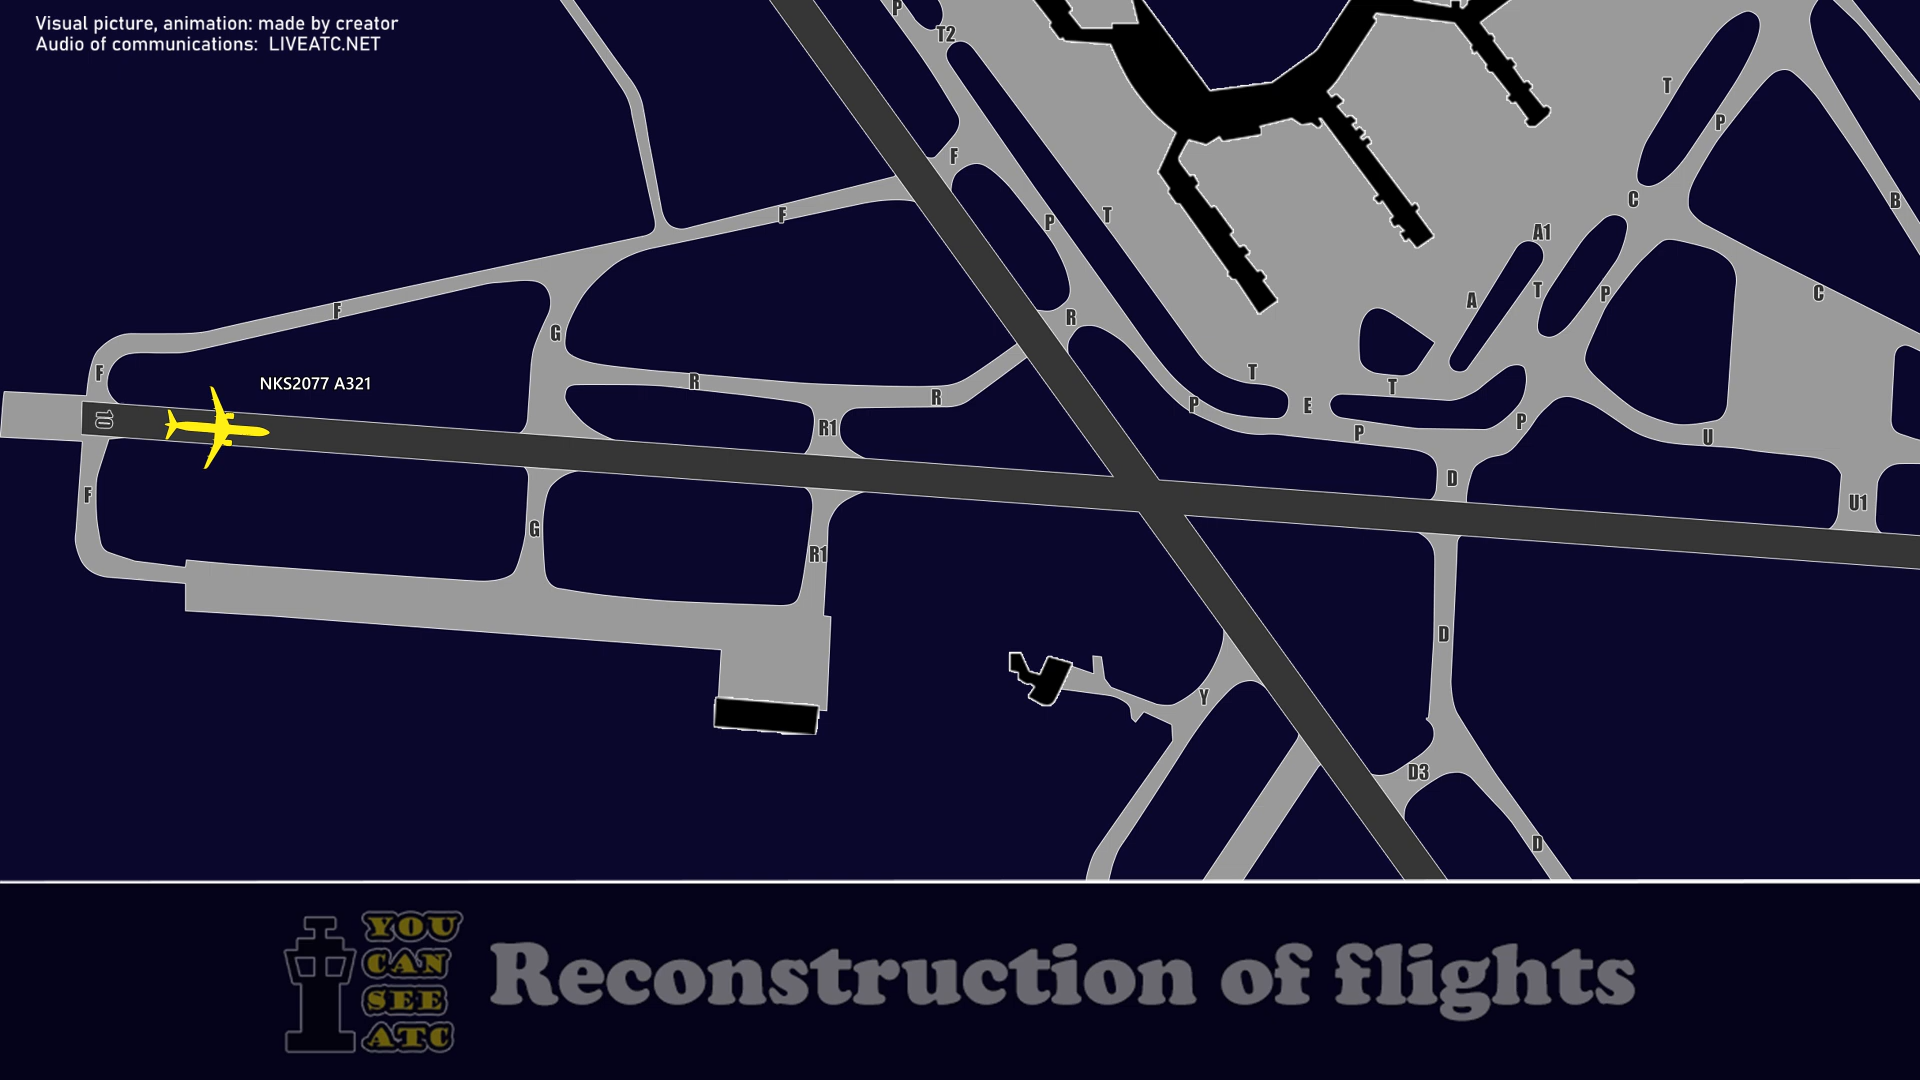 Visual picture, animation: made by creator
Audio of communications: LIVEATC.NET
P
T2
T
P
F
B
C
F
P
T
A1
C
A
T
P
F
R
G
F
T
NKS2077 A321
R
T
R
P
E
10
R1
P
P
U
D
F
U1
G
R1
D
Y
D3
D
YOU
CAN
SEE
ATC
Reconstruction of flights